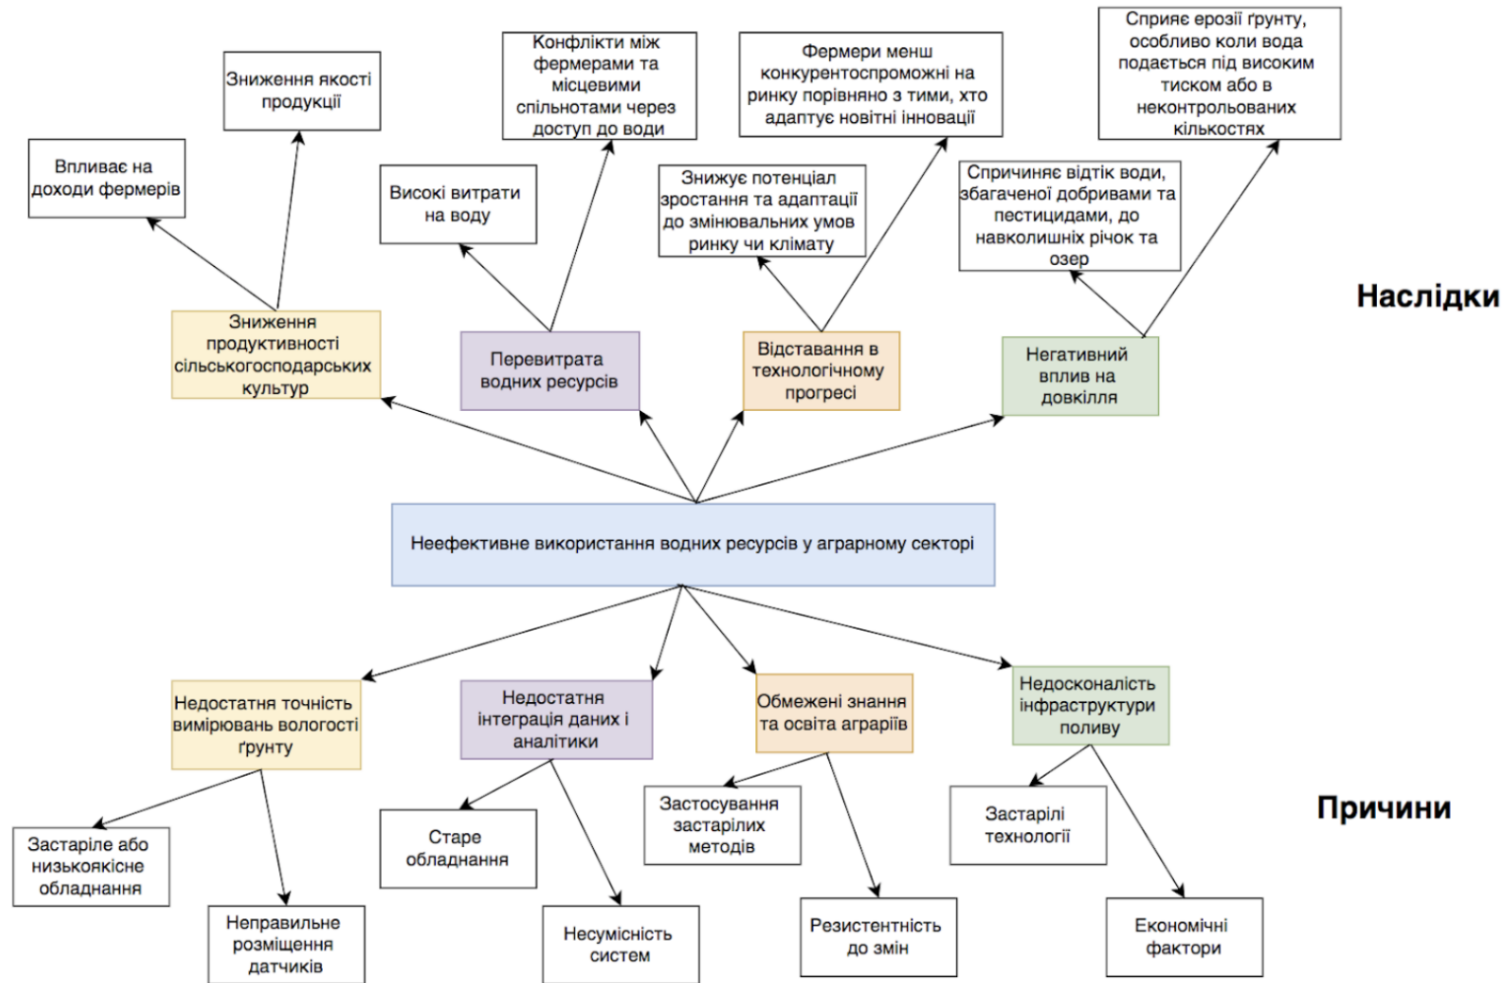 Впливає на
доходи фермерів
Зниження якості
продукції
Високі витрати
на воду
Конфлікти між
фермерами та
місцевими
спільнотами через
доступ до води
Знижує потенціал
зростання та адаптації
до змінювальних умов
ринку чи клімату
Фермери менш
конкурентоспроможні на
ринку порівняно з тими, хто
адаптує новітні інновації
Спричиняє відтік води,
збагаченої добривами та
пестицидами, до
навколишніх річок та
озер
Сприяє ерозії ґрунту,
особливо коли вода
подається під високим
тиском або в
неконтрольованих
кількостях
Наслідки
Зниження
продуктивності
сільськогосподарських
культур
Перевитрата
водних ресурсів
Відставання в
технологічному
прогресі
Негативний
вплив на
довкілля
Неефективне використання водних ресурсів у аграрному секторі
Недостатня точність
вимірювань вологості
ґрунту
Недостатня
інтеграція даних і
аналітики
Обмежені знання
та освіта аграріїв
Недосконалість
інфраструктури
поливу
Причини
Застаріле або
низькоякісне
обладнання
Неправильне
розміщення
датчиків
Старе
обладнання
Несумісність
систем
Застосування
застарілих
методів
Резистентність
до змін
Застарілі
технології
Економічні
фактори